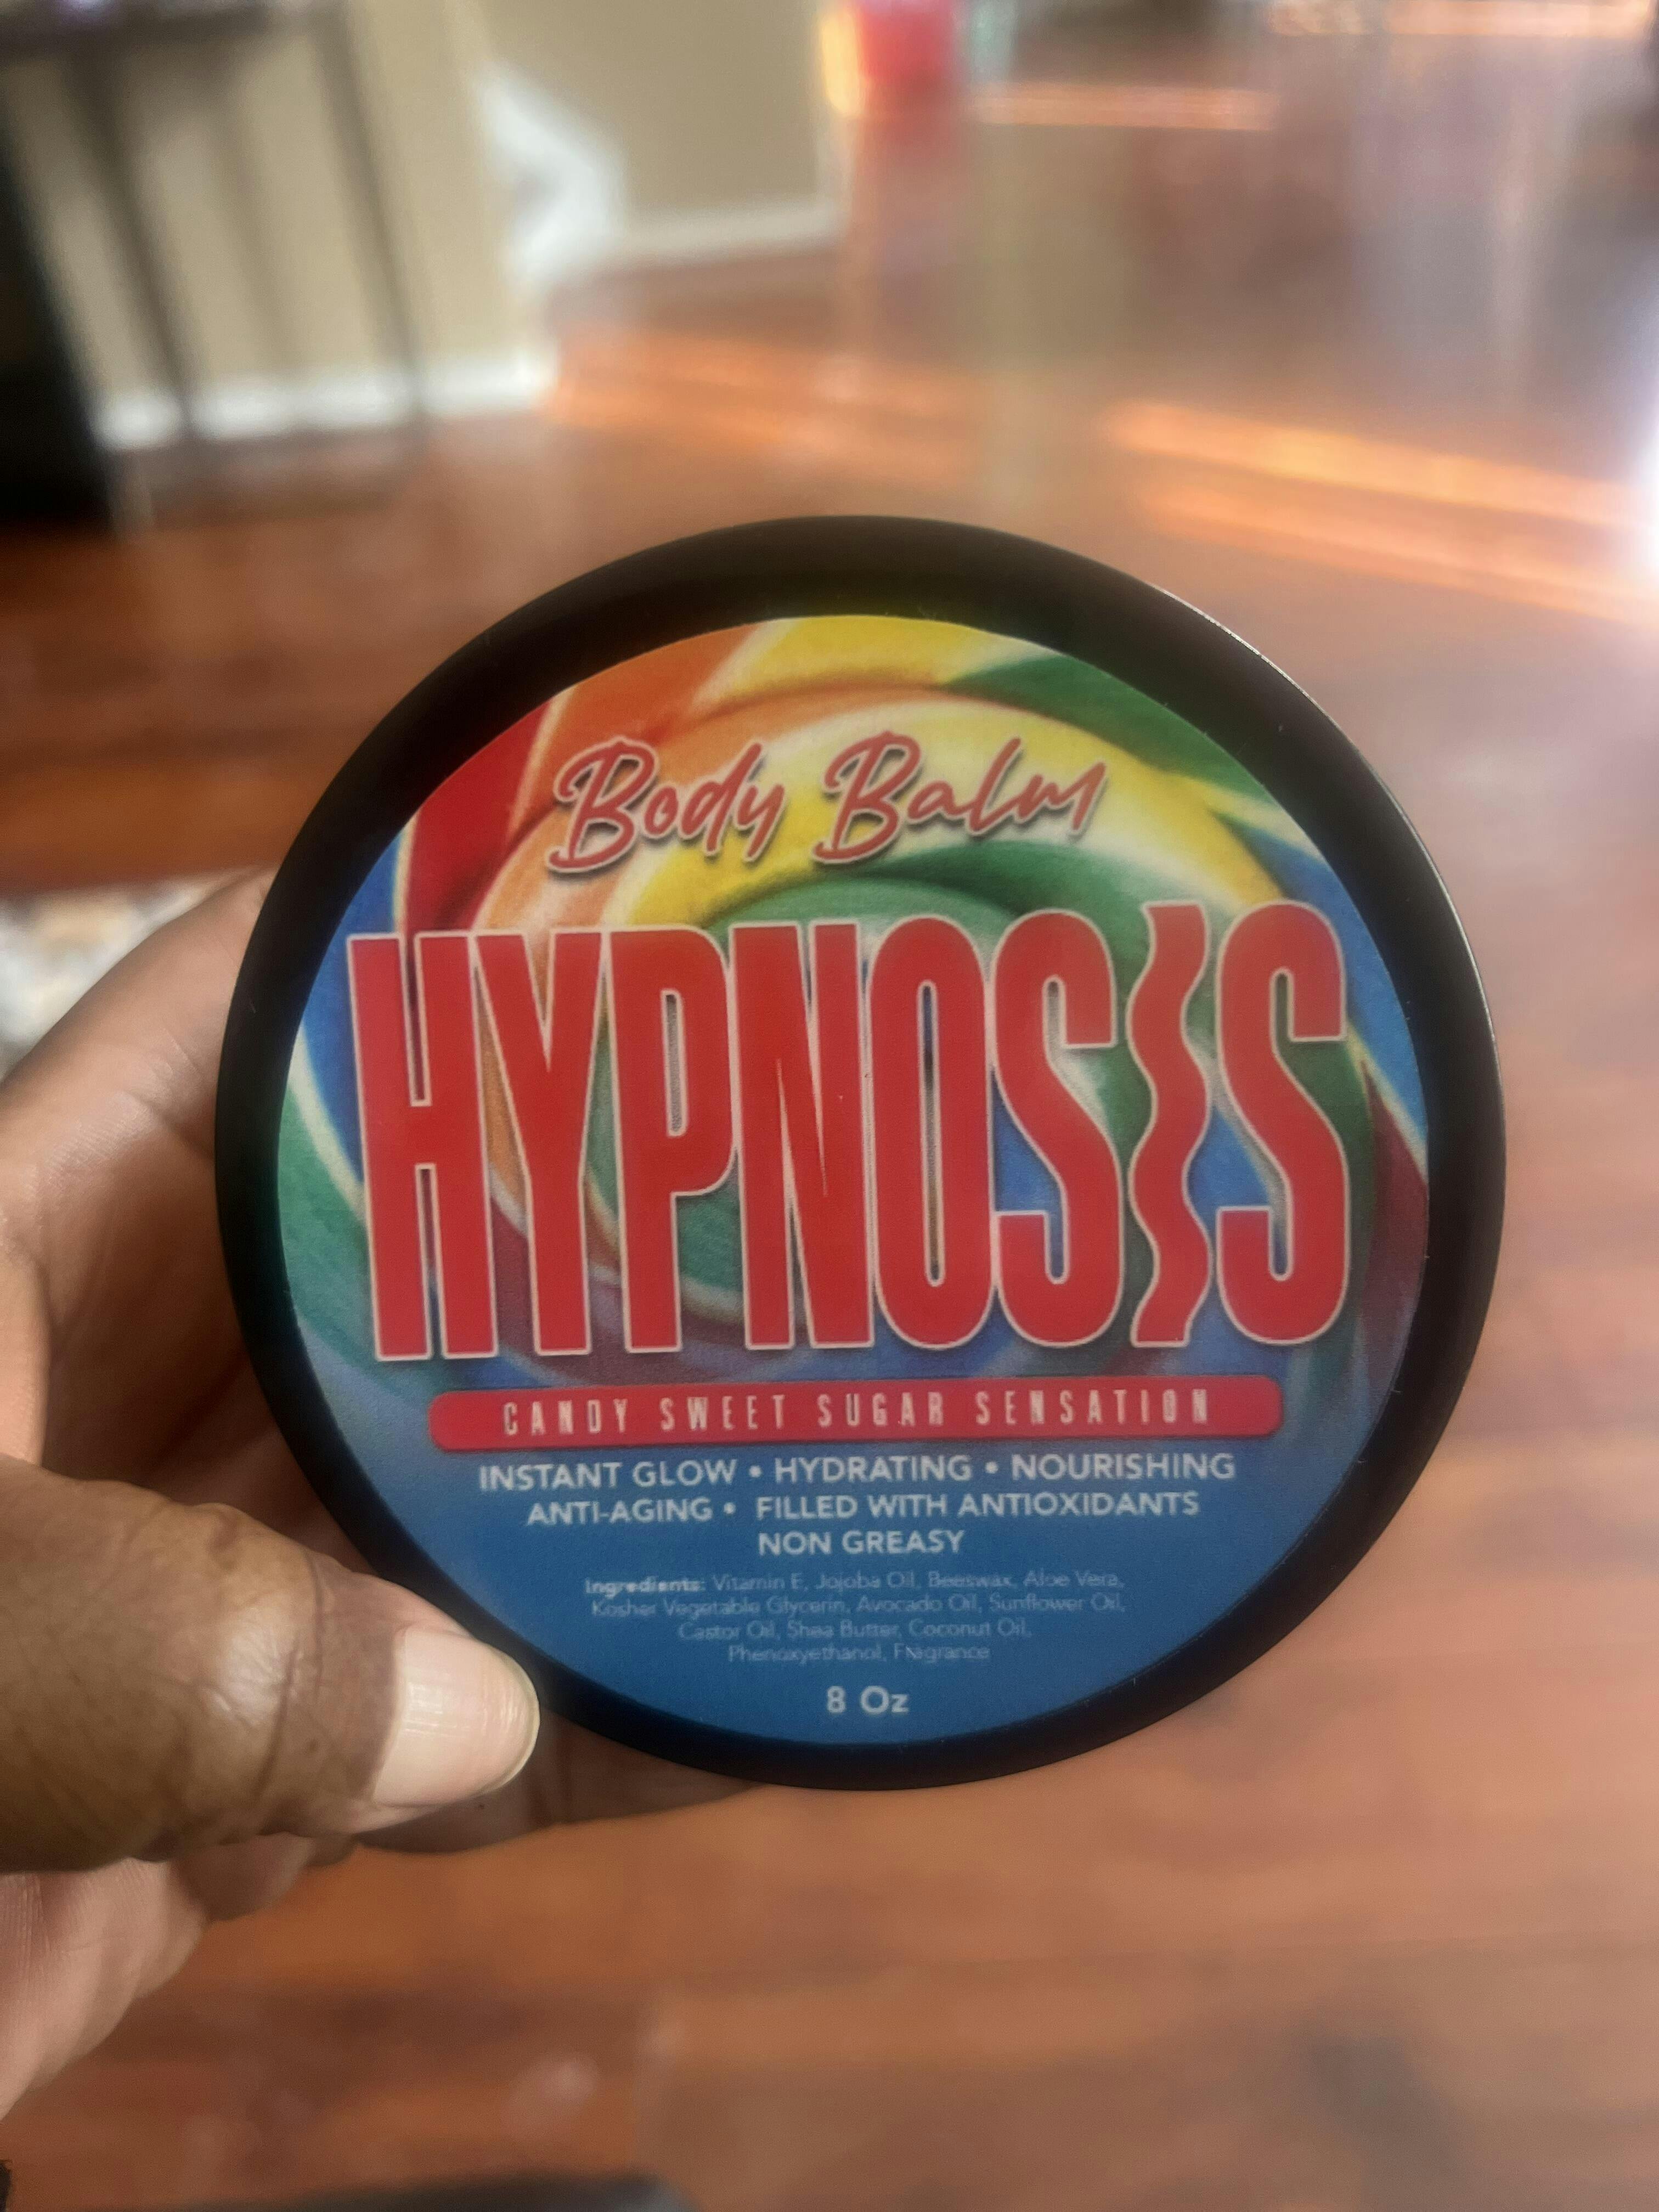 Body Balm
HYPNOSIS
CANDY SWEET SUGAR SENSATION
INSTANT GLOW • HYDRATING • NOURISHING
ANTI-AGING • FILLED WITH ANTIOXIDANTS
NON GREASY
Ingredients: Vitamin E, Jojoba Oil, Beeswax, Aloe Vera,
Kosher Vegetable Glycerin, Avocado Oil, Sunflower Oil,
Castor Oil, Shea Butter, Coconut Oil,
Phenoxyethanol, Fragrance
8 Oz